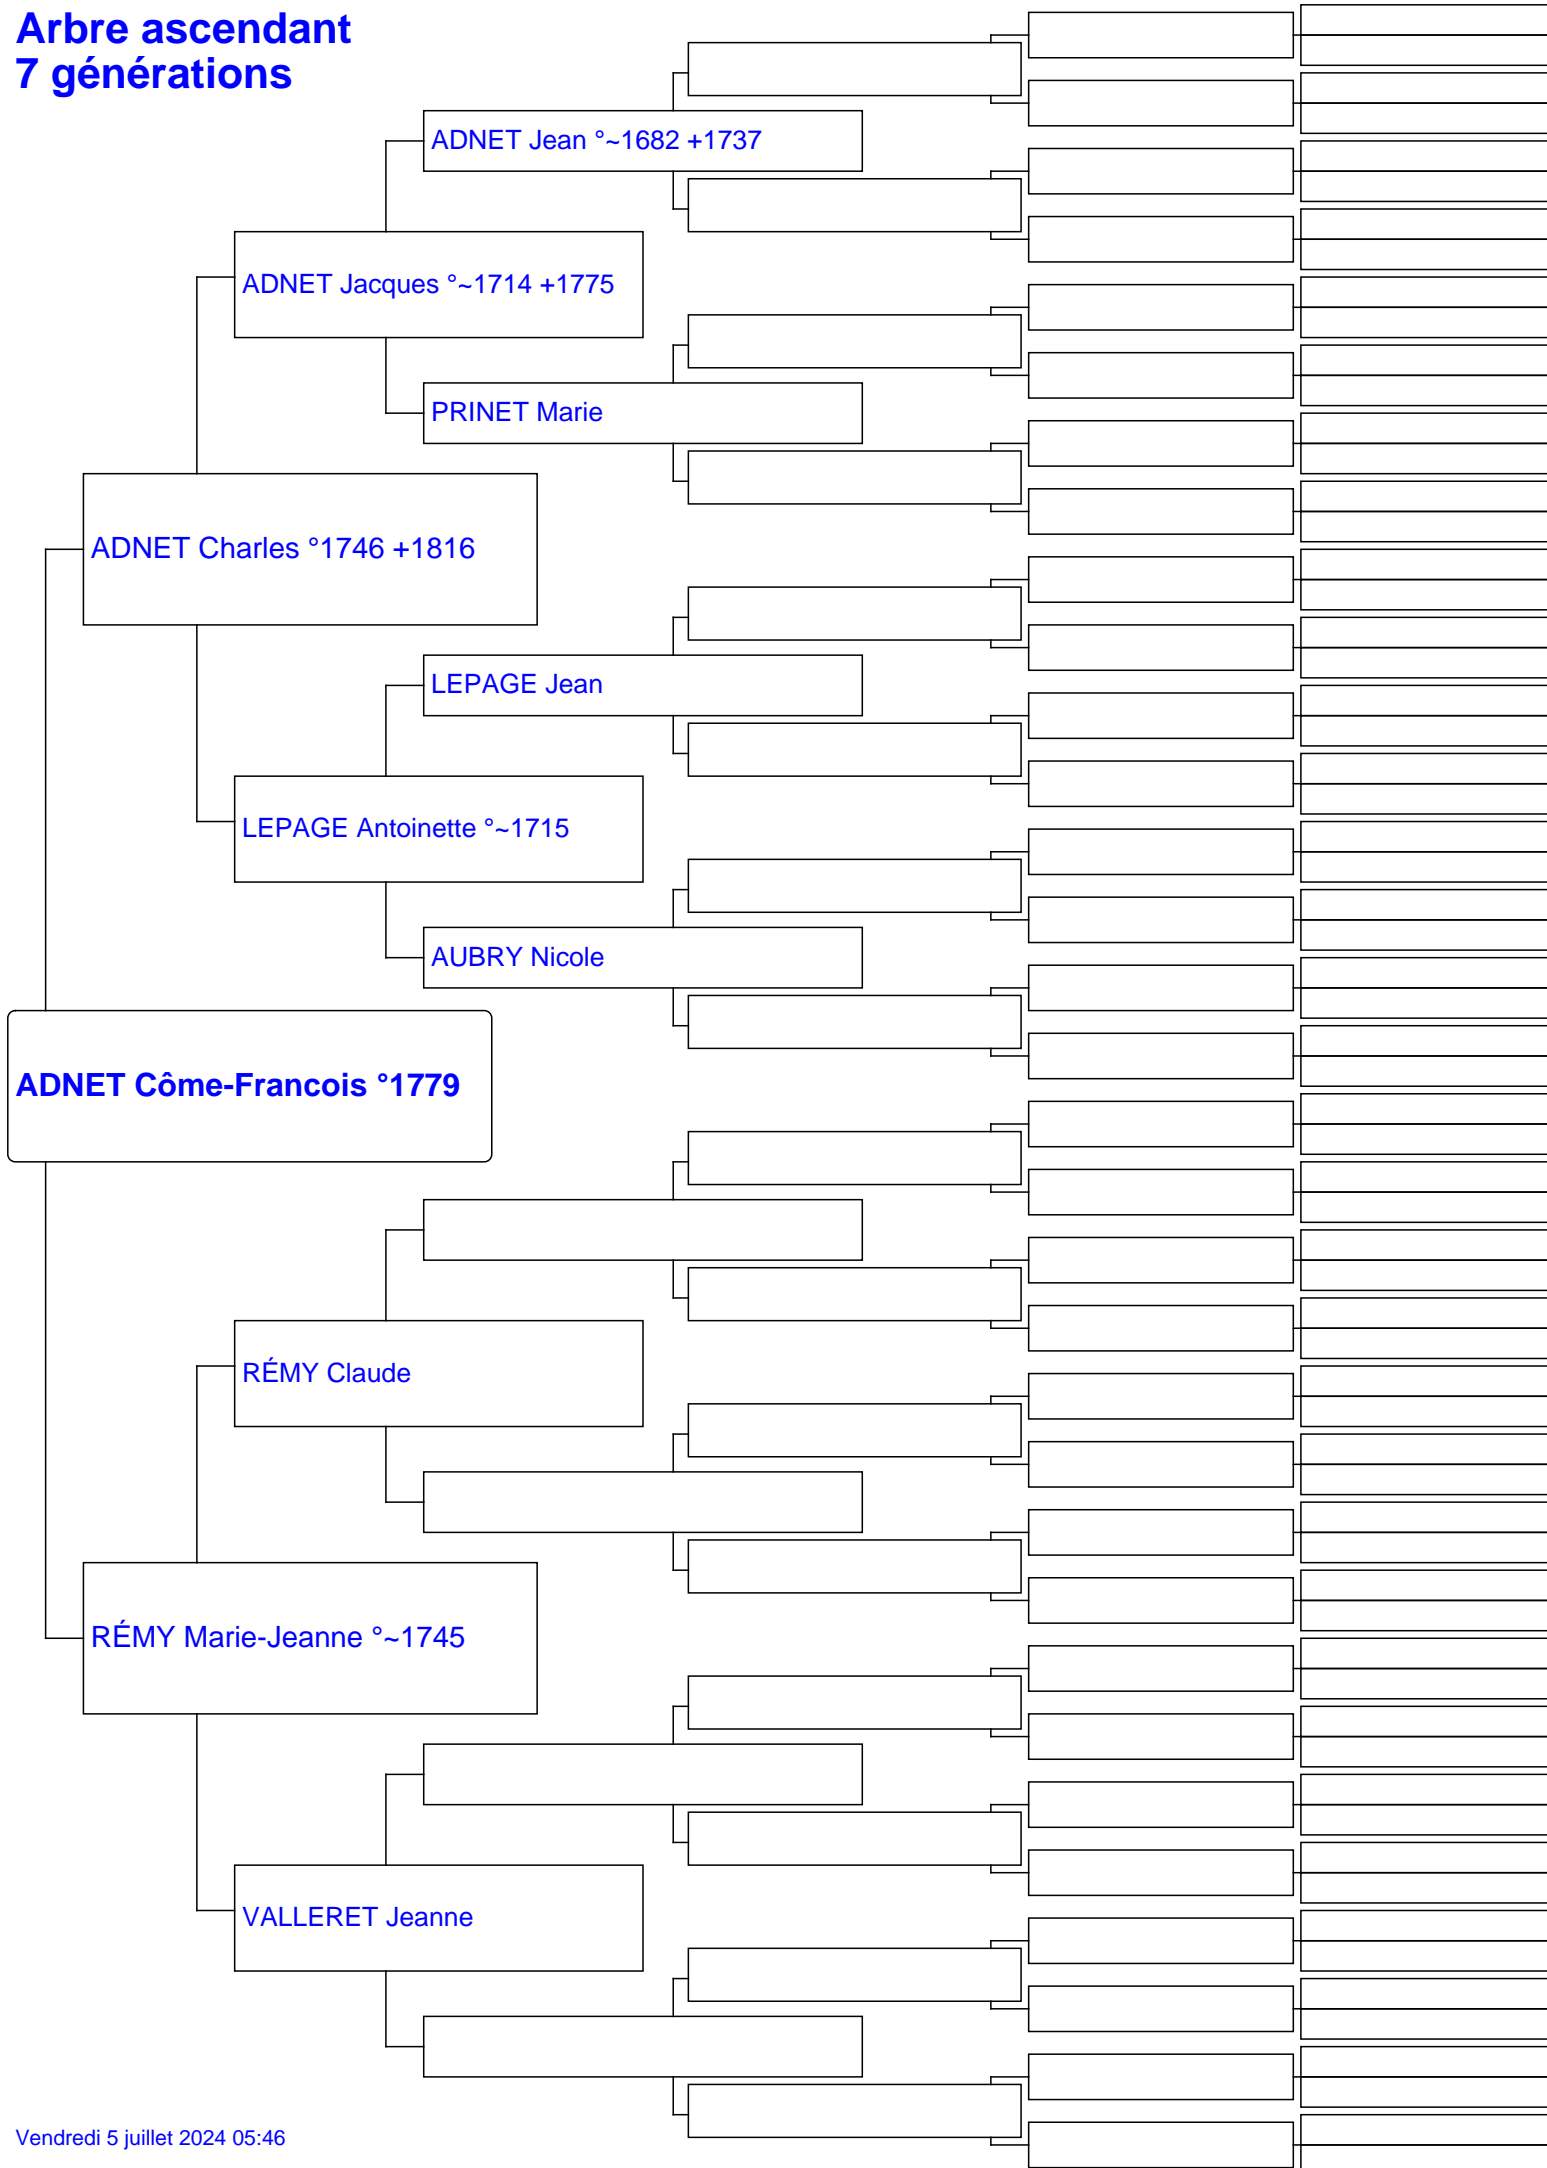 Arbre ascendant
7 générations
ADNET Jean °~1682 +1737
ADNET Jacques °~1714 +1775
PRINET Marie
ADNET Charles °1746 +1816
LEPAGE Jean
LEPAGE Antoinette °~1715
AUBRY Nicole
ADNET Côme-Francois °1779
RÉMY Claude
RÉMY Marie-Jeanne °~1745
VALLERET Jeanne
Vendredi 5 juillet 2024 05:46